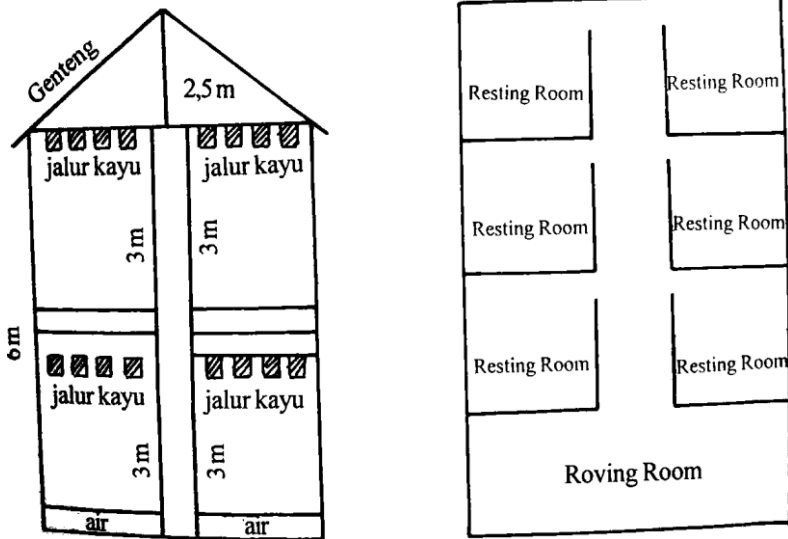 Genteng
2,5 m
jalur kayu
jalur kayu
3 m
3 m
6 m
jalur kayu
jalur kayu
3 m
3 m
air
air
Resting Room
Resting Room
Resting Room
Resting Room
Resting Room
Resting Room
Roving Room